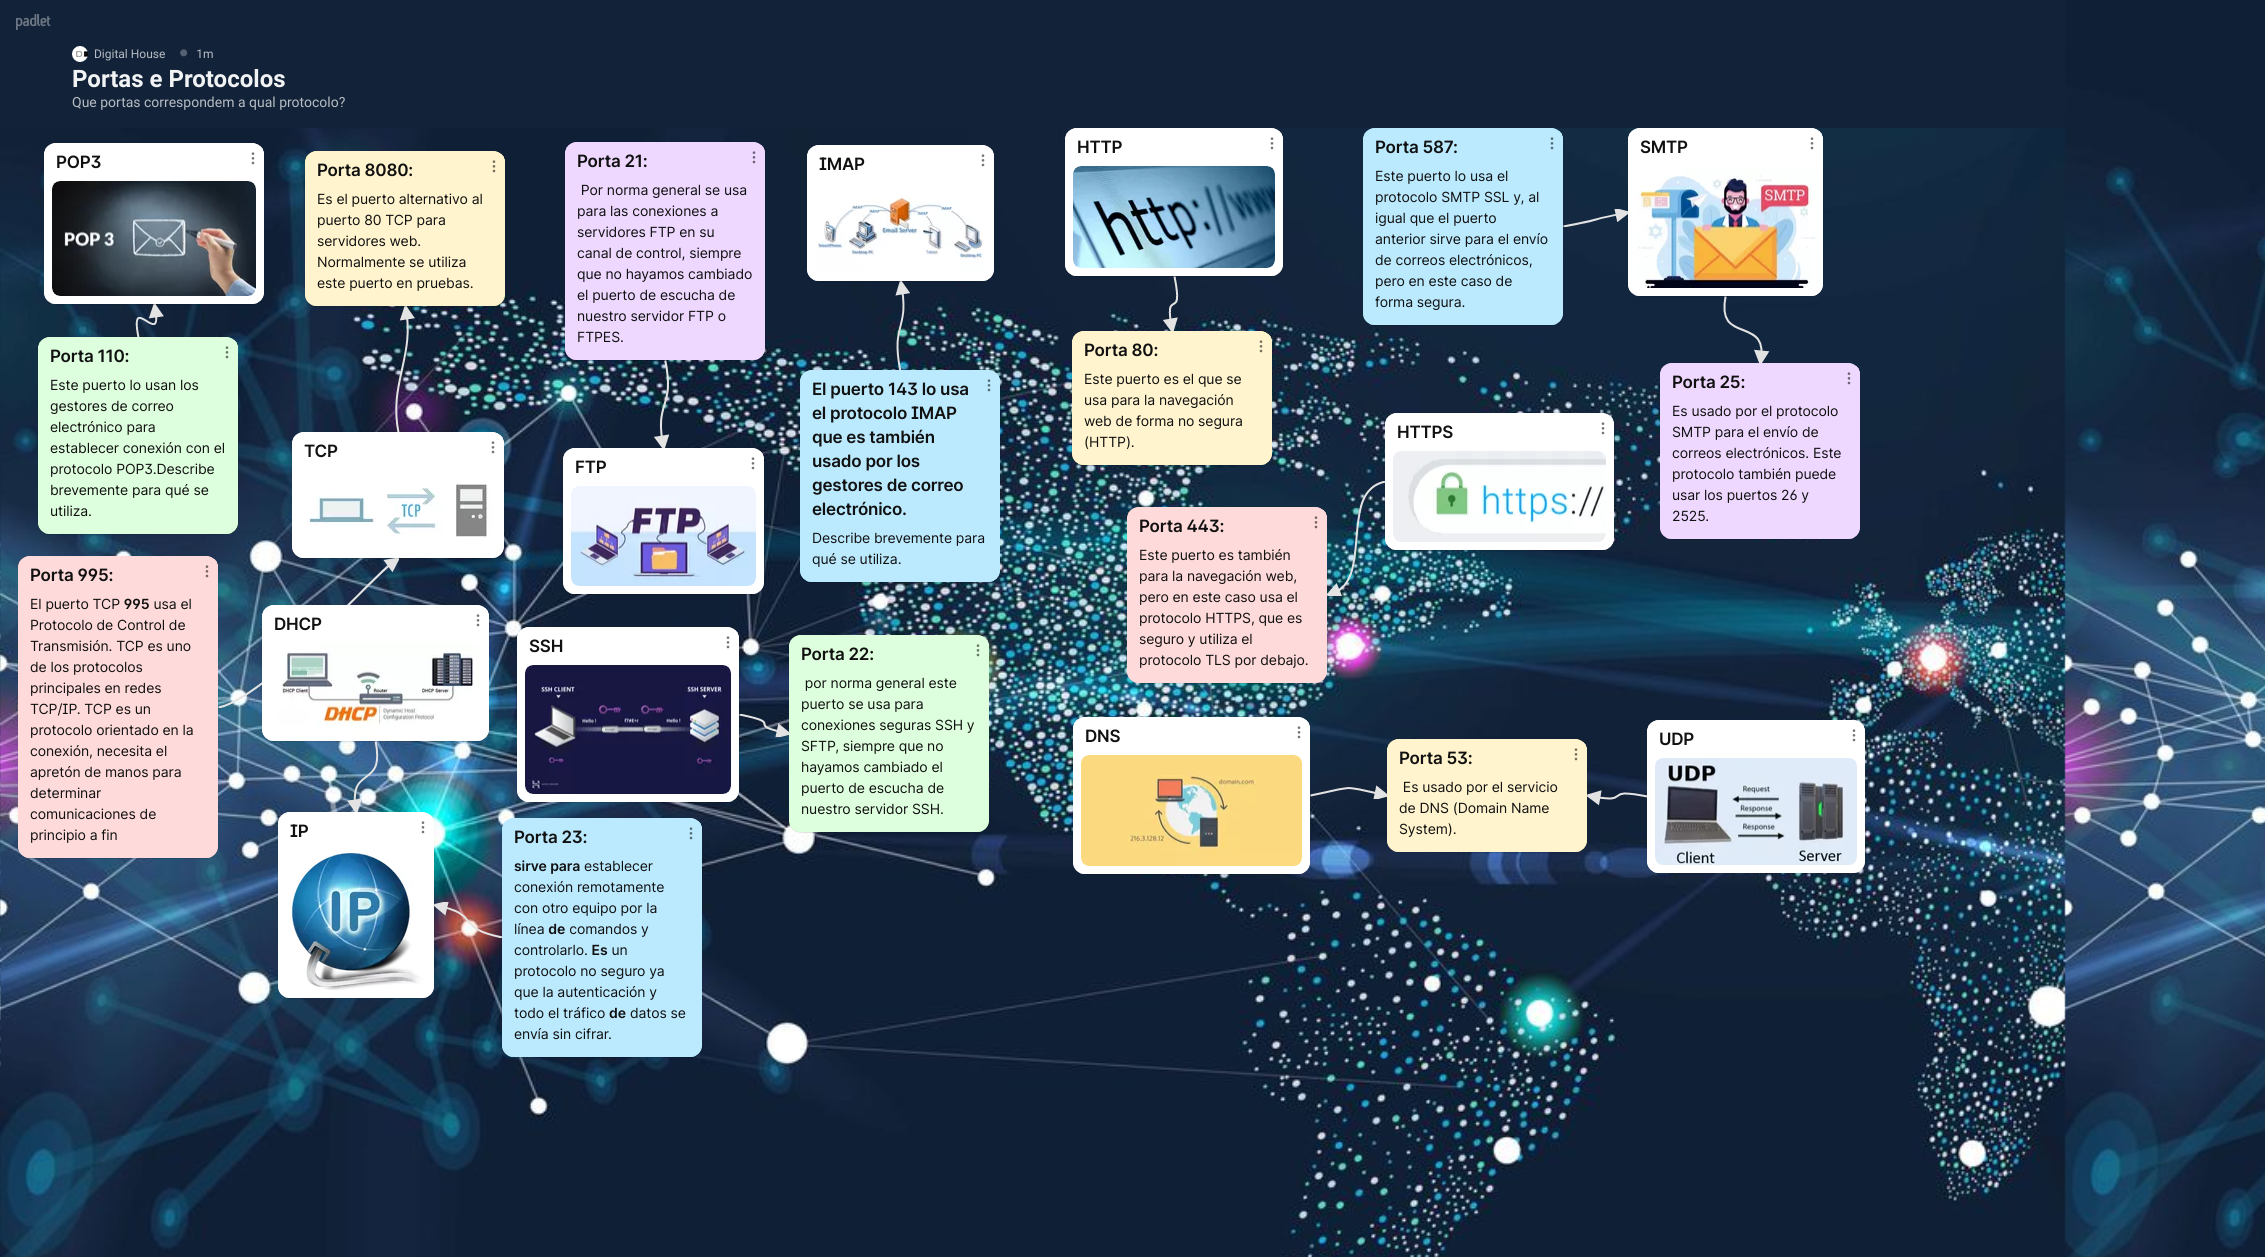 padlet
Digital House • 1m
Portas e Protocolos
Que portas correspondem a qual protocolo?
POP3
POP 3
Porta 110:
Este puerto lo usan los
gestores de correo
electrónico para
establecer conexión con el
protocolo POP3.Describe
brevemente para qué se
utiliza.
Porta 995:
El puerto TCP 995 usa el
Protocolo de Control de
Transmisión. TCP es uno
de los protocolos
principales en redes
TCP/IP. TCP es un
protocolo orientado en la
conexión, necesita el
apretón de manos para
determinar
comunicaciones de
principio a fin
Porta 8080:
Es el puerto alternativo al
puerto 80 TCP para
servidores web.
Normalmente se utiliza
este puerto en pruebas.
TCP
TCP
DHCP
DHCP Client
Router
DHCP Server
DHCP
Dynamic Host
Configuration Protocol
IP
IP
Porta 21:
Por norma general se usa
para las conexiones a
servidores FTP en su
canal de control, siempre
que no hayamos cambiado
el puerto de escucha de
nuestro servidor FTP o
FTPES.
FTP
FTP
SSH
SSH CLIENT
SSH SERVER
Hello !
Hello !
Porta 23:
sirve para establecer
conexión remotamente
con otro equipo por la
línea de comandos y
controlarlo. Es un
protocolo no seguro ya
que la autenticación y
todo el tráfico de datos se
envía sin cifrar.
IMAP
Email Server
Desktop PC
Desktop PC
El puerto 143 lo usa
el protocolo IMAP
que es también
usado por los
gestores de correo
electrónico.
Describe brevemente para
qué se utiliza.
Porta 22:
por norma general este
puerto se usa para
conexiones seguras SSH y
SFTP, siempre que no
hayamos cambiado el
puerto de escucha de
nuestro servidor SSH.
HTTP
http://www
Porta 80:
Este puerto es el que se
usa para la navegación
web de forma no segura
(HTTP).
Porta 443:
Este puerto es también
para la navegación web,
pero en este caso usa el
protocolo HTTPS, que es
seguro y utiliza el
protocolo TLS por debajo.
DNS
domain.com
216.3.128.12
Porta 587:
Este puerto lo usa el
protocolo SMTP SSL y, al
igual que el puerto
anterior sirve para el envío
de correos electrónicos,
pero en este caso de
forma segura.
HTTPS
https://
Porta 53:
Es usado por el servicio
de DNS (Domain Name
System).
SMTP
SMTP
Porta 25:
Es usado por el protocolo
SMTP para el envío de
correos electrónicos. Este
protocolo también puede
usar los puertos 26 y
2525.
UDP
UDP
Request
Response
Response
Client
Server